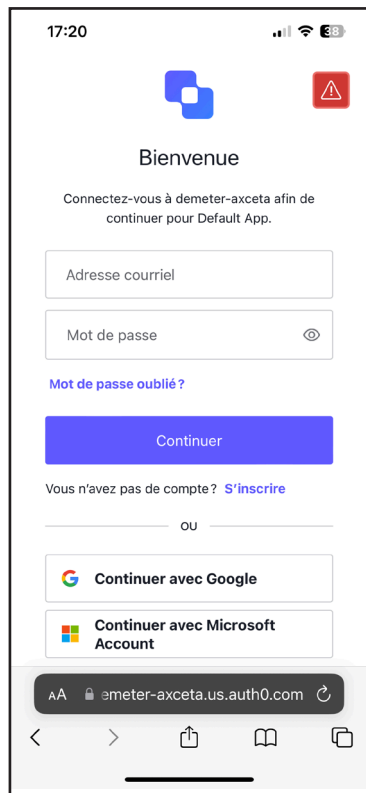 17:20
38
Bienvenue
Connectez-vous à demeter-axceta afin de
continuer pour Default App.
Adresse courriel
Mot de passe
Mot de passe oublié ?
Continuer
Vous n'avez pas de compte ? S'inscrire
OU
Continuer avec Google
Continuer avec Microsoft
Account
AA emeter-axceta.us.auth0.com